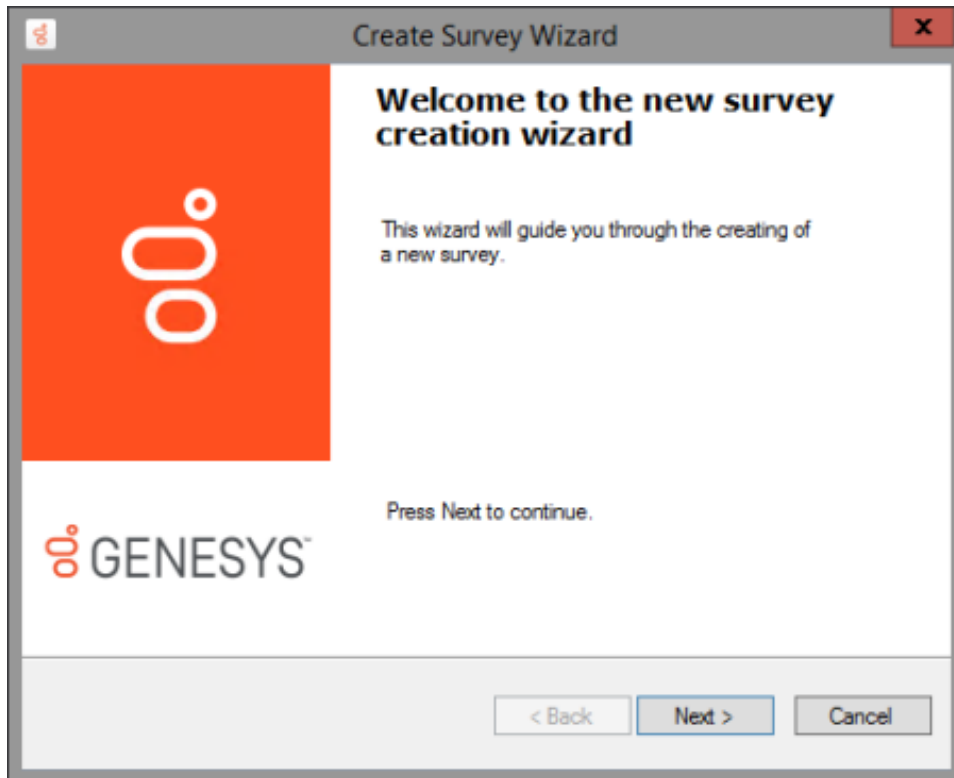 Create Survey Wizard
x
Welcome to the new survey
creation wizard
This wizard will guide you through the creating of
a new survey.
Press Next to continue.
GENESYS™
< Back Next > Cancel